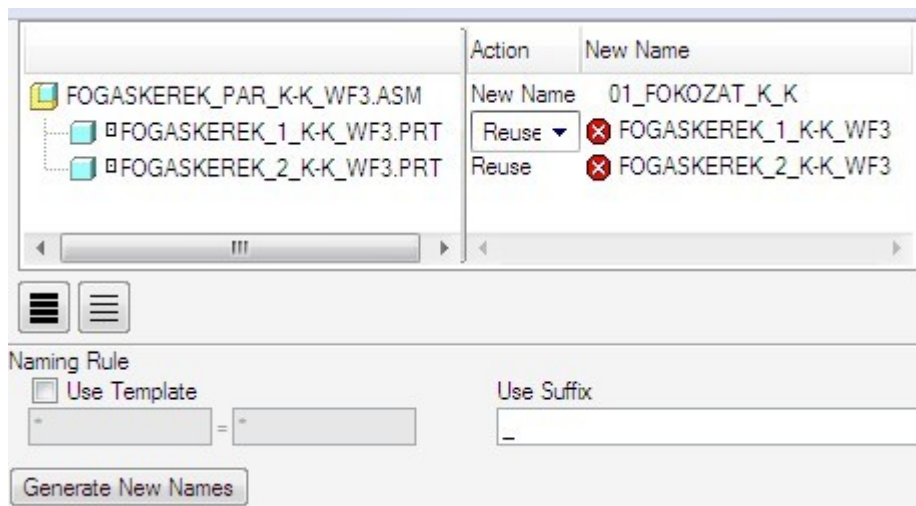 Action New Name
FOGASKEREK_PAR_K-K_WF3.ASM New Name 01_FOKOZAT_K_K
FOGASKEREK_1_K-K_WF3.PRT Reuse FOGASKEREK_1_K-K_WF3
FOGASKEREK_2_K-K_WF3.PRT Reuse FOGASKEREK_2_K-K_WF3
Naming Rule
Use Template Use Suffix
* = * _
Generate New Names